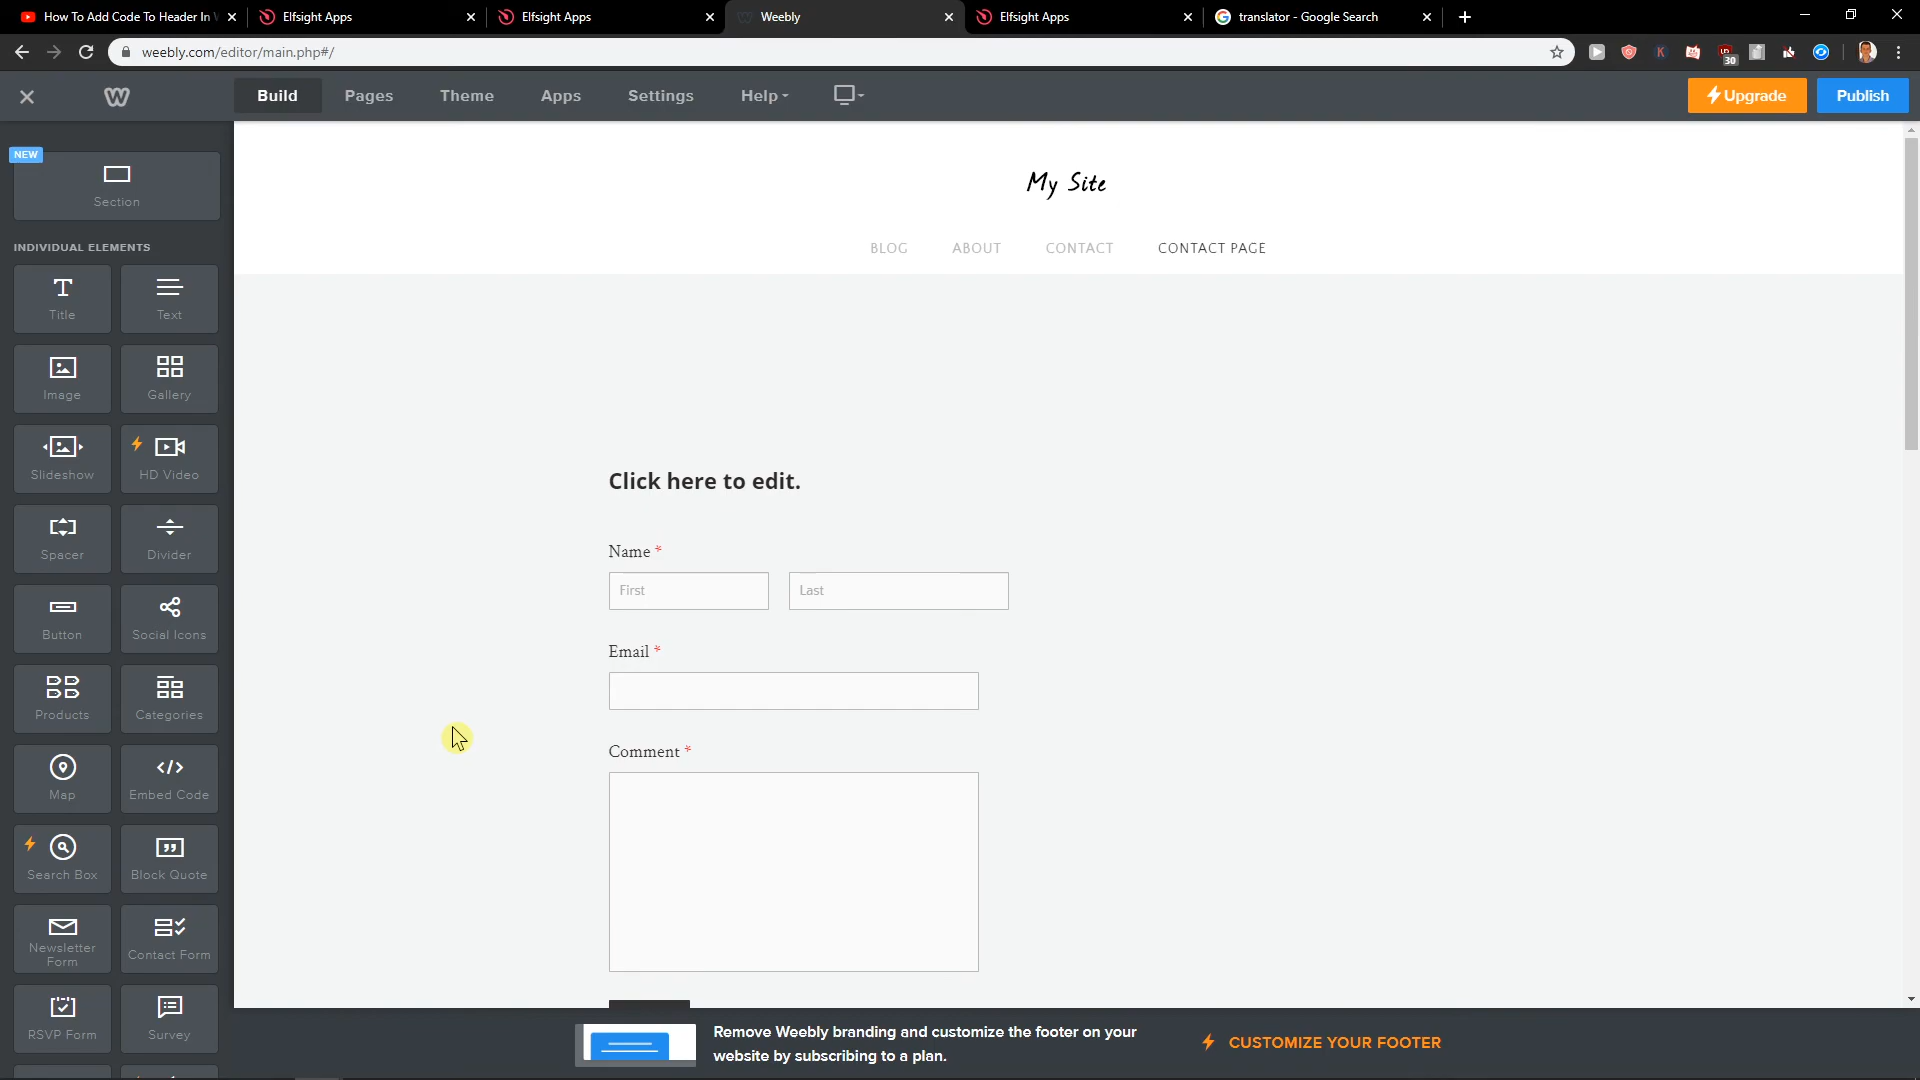 How To Add Code To Header In W
Elfsight Apps
Elfsight Apps
Weebly
Elfsight Apps
translator - Google Search
weebly.com/editor/main.php#/
30
Build
Pages
Theme
Apps
Settings
Help
Upgrade
Publish
NEW
Section
INDIVIDUAL ELEMENTS
Title
Text
Image
Gallery
Slideshow
HD Video
Spacer
Divider
Button
Social Icons
Products
Categories
Map
Embed Code
Search Box
Block Quote
Newsletter
Form
Contact Form
RSVP Form
Survey
My Site
BLOG
ABOUT
CONTACT
CONTACT PAGE
Click here to edit.
Name *
First
Last
Email *
Comment *
Remove Weebly branding and customize the footer on your
website by subscribing to a plan.
CUSTOMIZE YOUR FOOTER